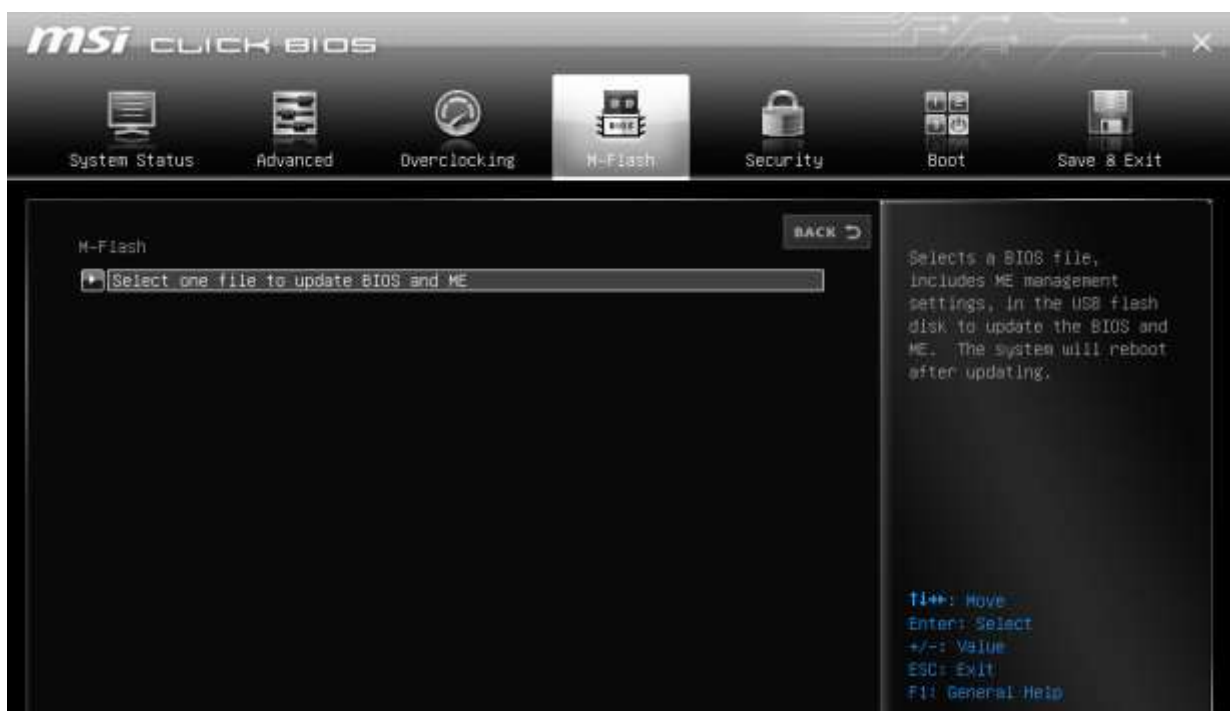 msi CLICK BIOS
System Status
Advanced
Overclocking
M-Flash
Security
Boot
Save & Exit
BACK
M-Flash
Select one file to update BIOS and ME
Selects a BIOS file,
includes ME management
settings, in the USB flash
disk to update the BIOS and
ME. The system will reboot
after updating.
↑↓→←: Move
Enter: Select
+/-: Value
ESC: Exit
F1: General Help